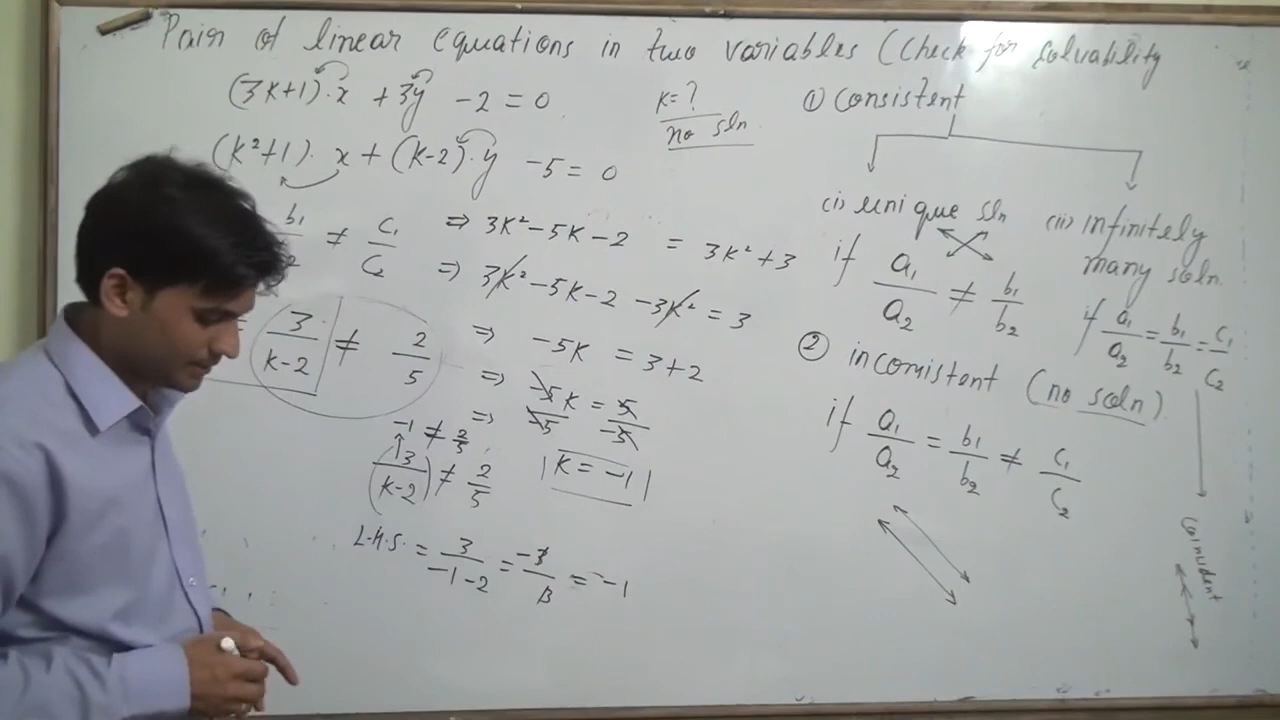 Pair of linear equations in two variables (Check for solvability
(3k+1).x + 3y - 2 = 0
k=?
no sln.
(k²+1). x + (k-2).y - 5 = 0
b₁ ≠ c₁/c₂
3/k-2 ≠ 2/5
-1 ≠ 2/5
(3/k-2) ≠ 2/5
L.H.S. = 3/-1-2 = -3/3 = -1
⇒ 3k²-5k-2 = 3k²+3
⇒ 3k²-5k-2-3k² = 3
⇒ -5k = 3+2
⇒ -5k/-5 = 5/-5
⇒ k = -1
① Consistent
(i) unique sln
if a₁/a₂ ≠ b₁/b₂
(ii) infinitely
many soln.
if a₁/a₂ = b₁/b₂ = c₁/c₂
Coincident
② inconsistent (no soln).
if a₁/a₂ = b₁/b₂ ≠ c₁/c₂